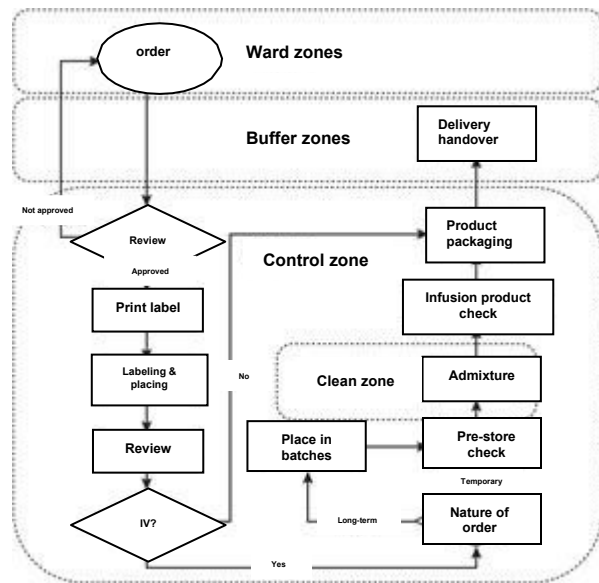 order
Ward zones
Buffer zones
Delivery
handover
Not approved
Review
Product
packaging
Control zone
Approved
Print label
Infusion product
check
Labeling &
placing
No
Clean zone
Admixture
Review
Place in
batches
Pre-store
check
Temporary
IV?
Long-term
Nature of
order
Yes